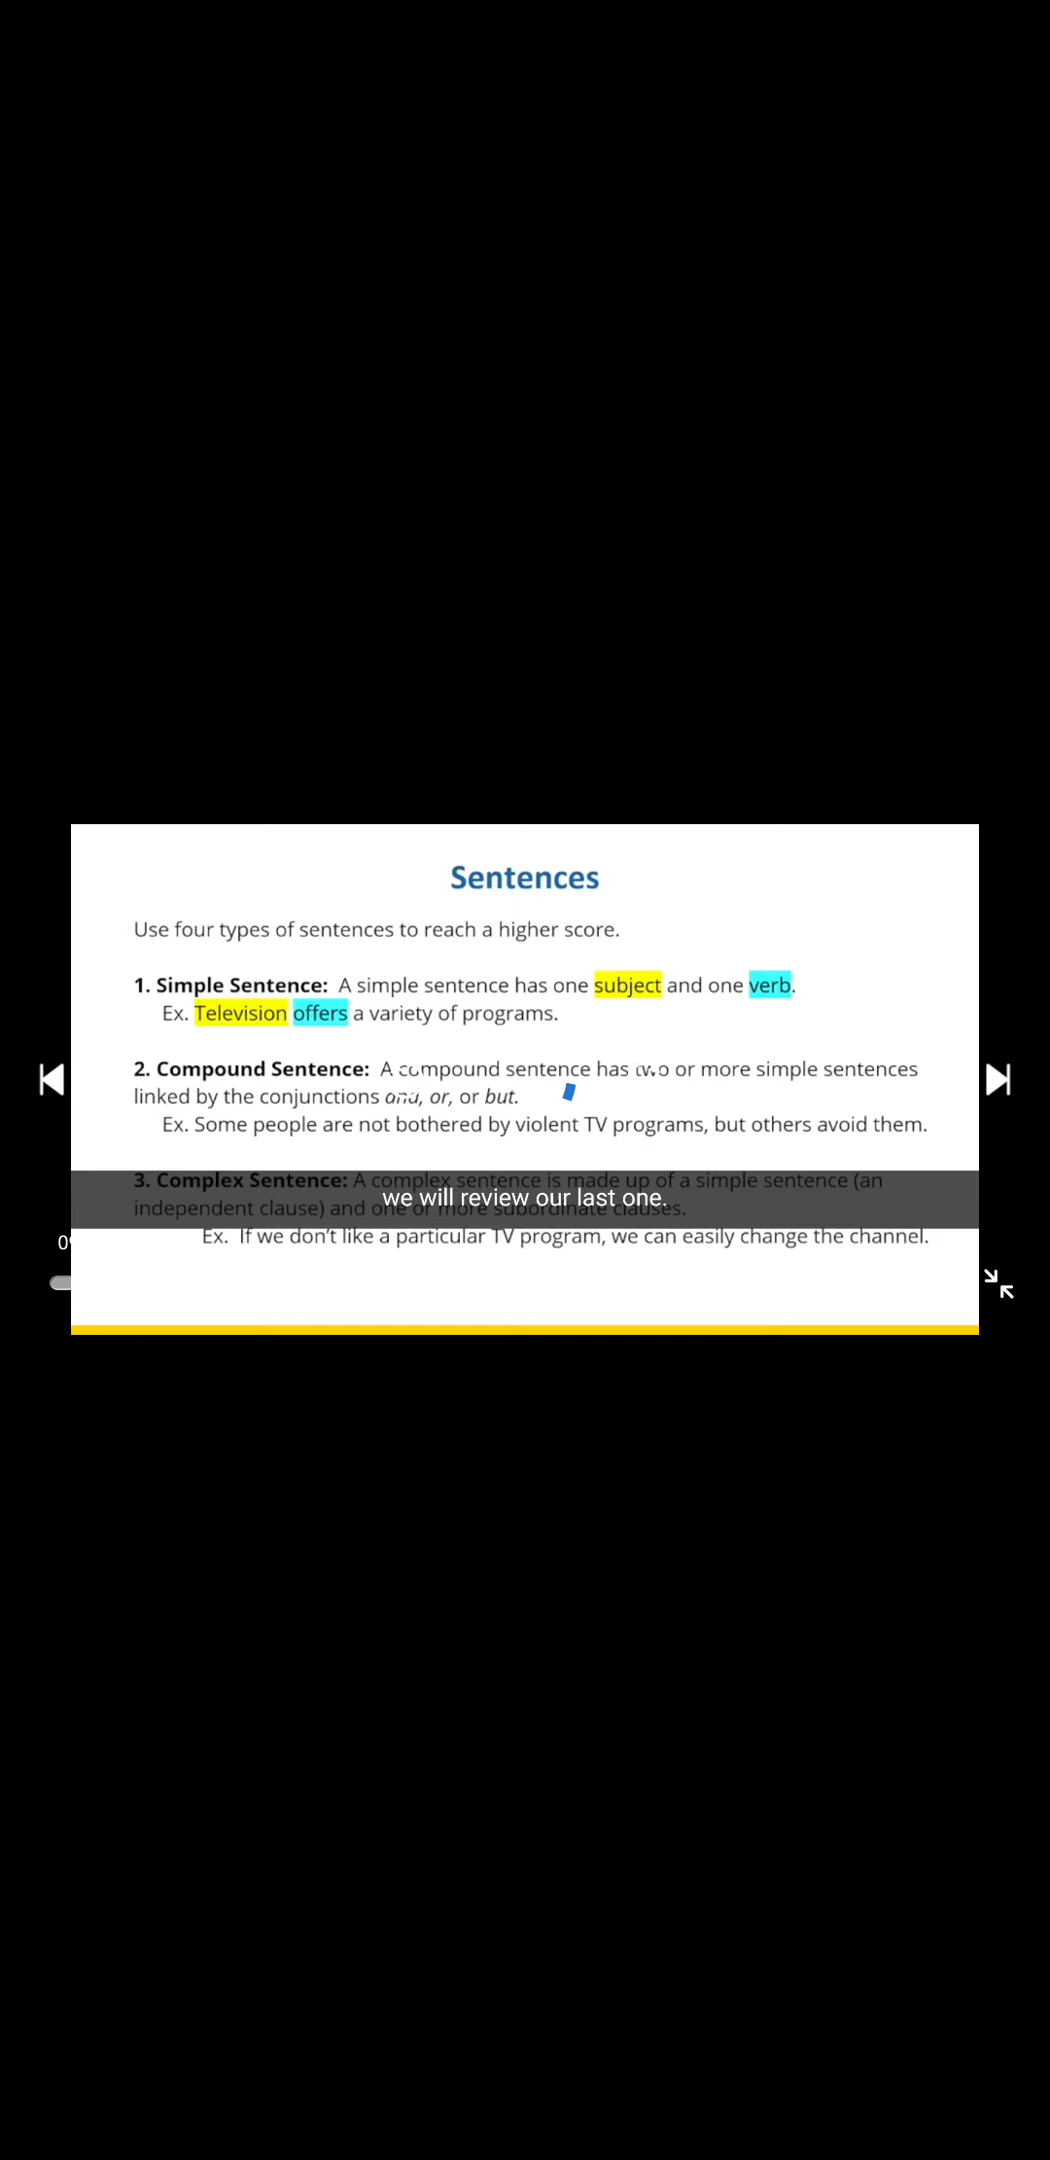 Sentences
Use four types of sentences to reach a higher score.
1. Simple Sentence: A simple sentence has one subject and one verb.
Ex. Television offers a variety of programs.
2. Compound Sentence: A compound sentence has two or more simple sentences
linked by the conjunctions and, or, or but.
Ex. Some people are not bothered by violent TV programs, but others avoid them.
3. Complex Sentence: A complex sentence is made up of a simple sentence (an
we will review our last one.
independent clause) and one or more subordinate clauses.
Ex. If we don't like a particular TV program, we can easily change the channel.